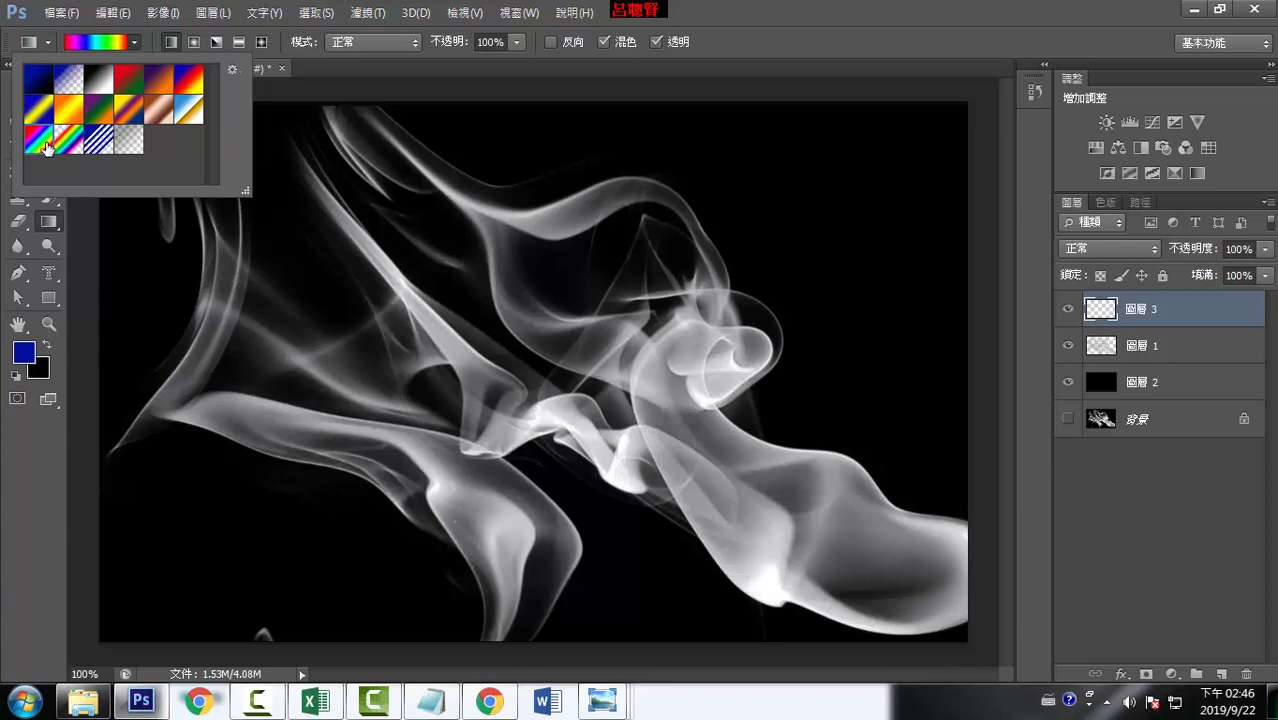 Ps 檔案(F) 編輯(E) 影像(I) 圖層(L) 文字(Y) 選取(S) 濾鏡(T) 3D(D) 檢視(V) 視窗(W) 說明(H) 呂聰賢
模式: 正常 不透明: 100% 反向 混色 透明 基本功能
#) * ×
調整
增加調整
圖層 色版 路徑
種類
正常 不透明度: 100%
鎖定: 填滿: 100%
圖層 3
圖層 1
圖層 2
背景
100% 文件: 1.53M/4.08M
下午 02:46
2019/9/22